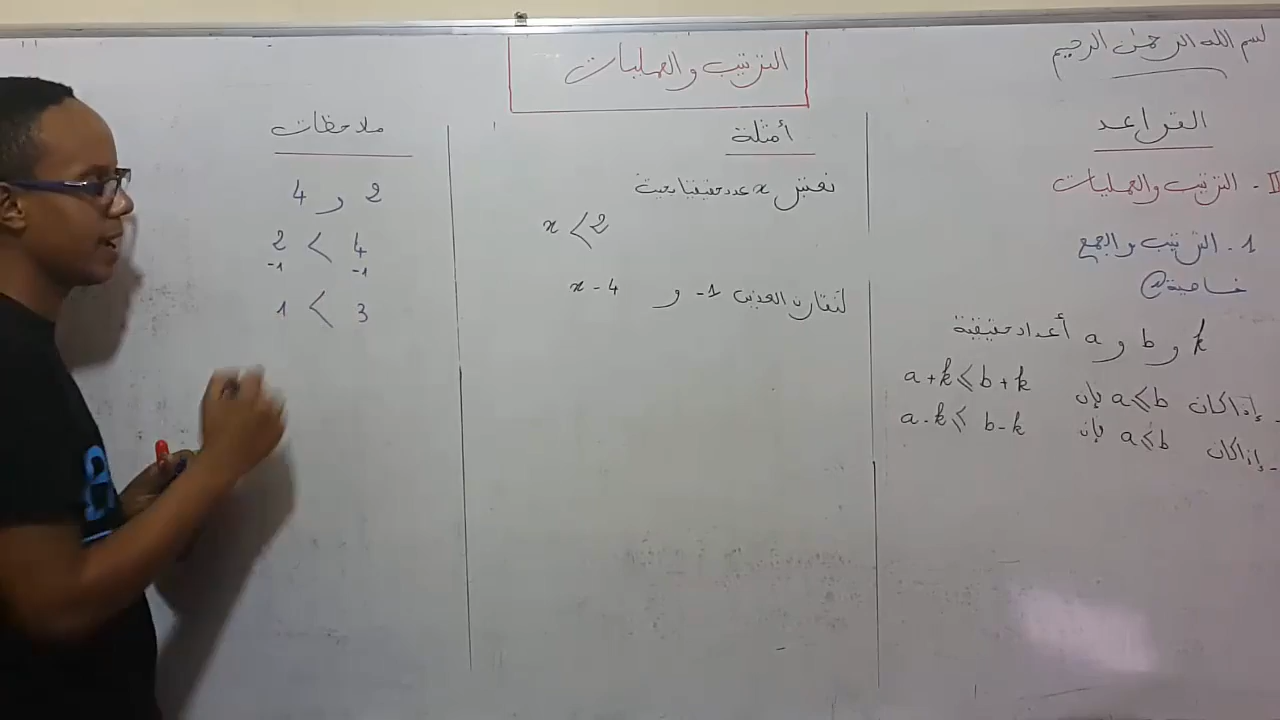 بسم الله الرحمن الرحيم
الترتيب والعمليات
القواعد
II - الترتيب والعمليات
1 - الترتيب والجمع
خاصية @
k و b و a أعداد حقيقية
- إذا كان a ⩽ b فإن a + k ⩽ b + k
- إذا كان a ⩽ b فإن a - k ⩽ b - k
أمثلة
نعتبر x عدد حقيقيا بحيث
x < 2
لنقارن العددين -1 و x - 4
ملاحظات
2 و 4
2 < 4
-1 -1
1 < 3